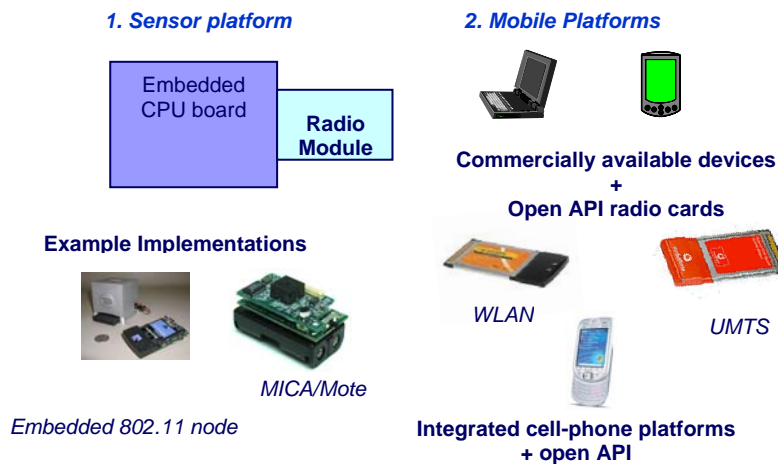 1. Sensor platform
Embedded
CPU board
Radio
Module
Example Implementations
MICA/Mote
Embedded 802.11 node
2. Mobile Platforms
Commercially available devices
+
Open API radio cards
WLAN
UMTS
Integrated cell-phone platforms
+ open API